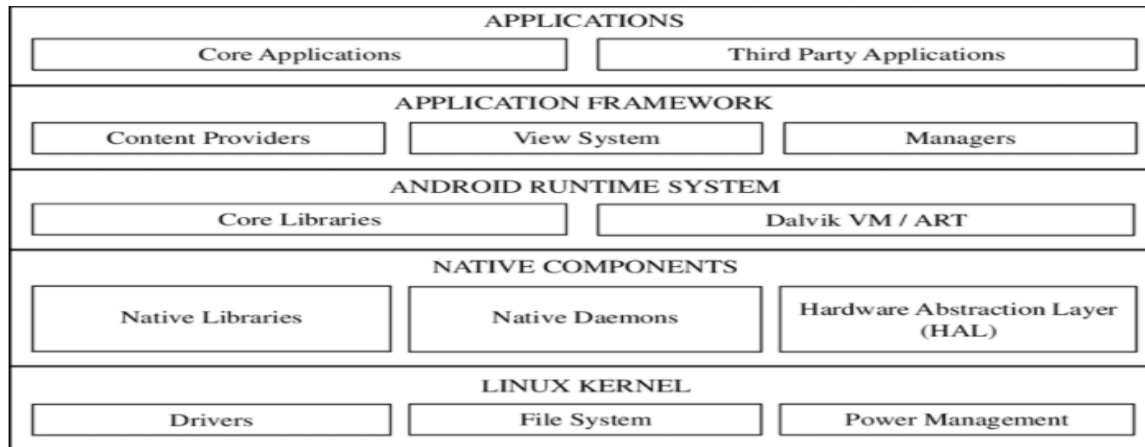 APPLICATIONS
Core Applications
Third Party Applications
APPLICATION FRAMEWORK
Content Providers
View System
Managers
ANDROID RUNTIME SYSTEM
Core Libraries
Dalvik VM / ART
NATIVE COMPONENTS
Native Libraries
Native Daemons
Hardware Abstraction Layer
(HAL)
LINUX KERNEL
Drivers
File System
Power Management